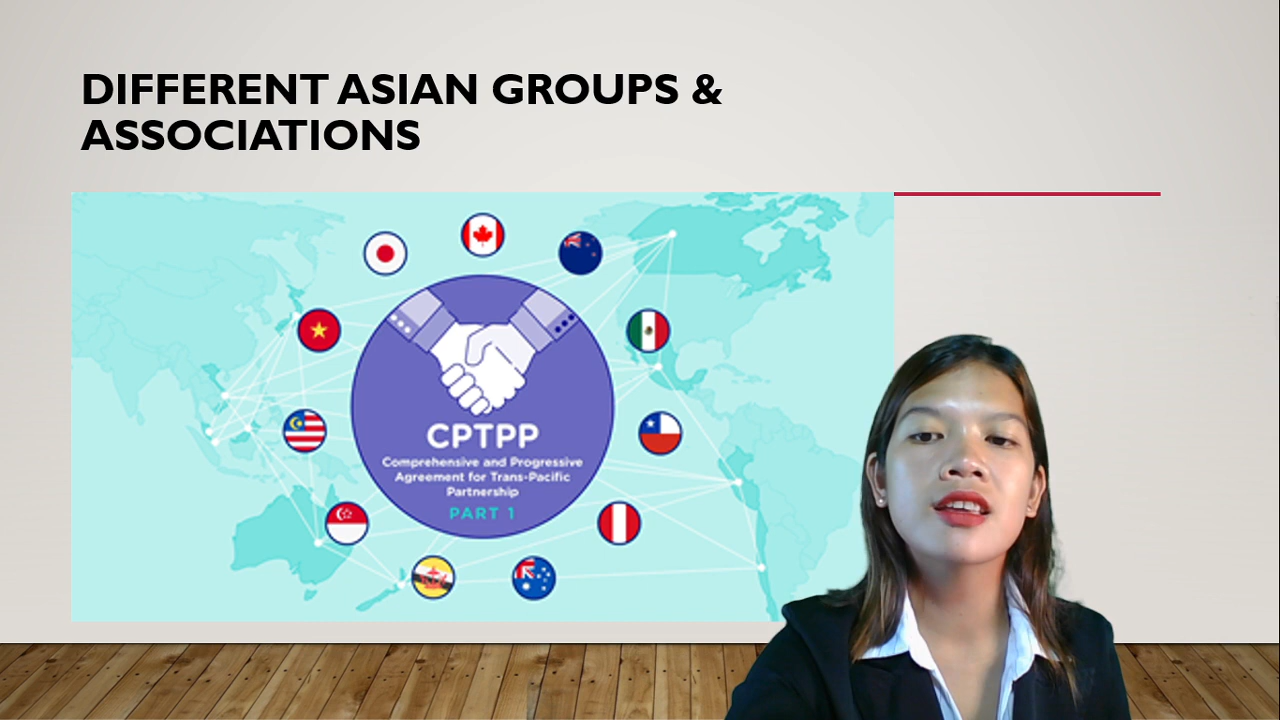 DIFFERENT ASIAN GROUPS &
ASSOCIATIONS
CPTPP
Comprehensive and Progressive
Agreement for Trans-Pacific
Partnership
PART 1